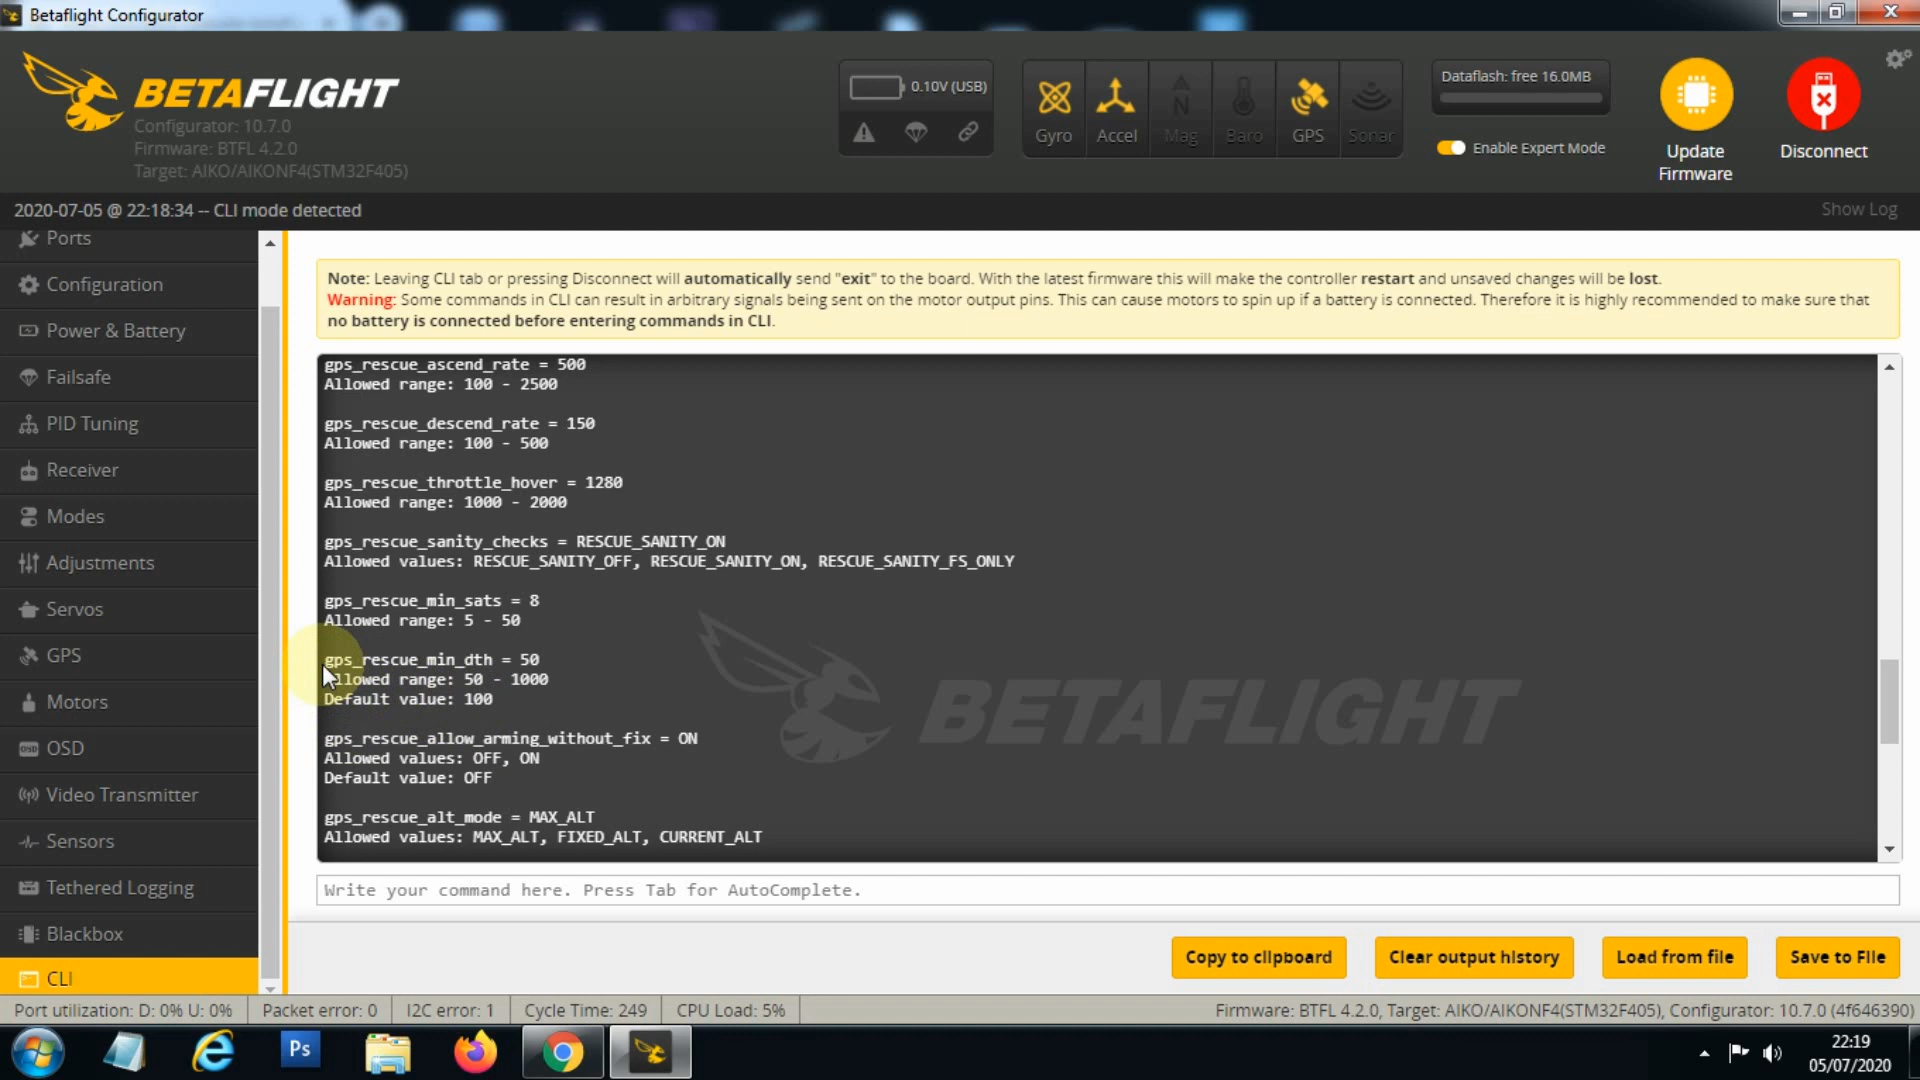 Betaflight Configurator
BETAFLIGHT
Configurator: 10.7.0
Firmware: BTFL 4.2.0
Target: AIKO/AIKONF4(STM32F405)
0.10V (USB)
Gyro
Accel
Mag
Baro
GPS
Sonar
Dataflash: free 16.0MB
Enable Expert Mode
Update
Firmware
Disconnect
2020-07-05 @ 22:18:34 -- CLI mode detected
Show Log
Ports
Configuration
Power & Battery
Failsafe
PID Tuning
Receiver
Modes
Adjustments
Servos
GPS
Motors
OSD
OSD
Video Transmitter
Sensors
Tethered Logging
Blackbox
CLI
Note: Leaving CLI tab or pressing Disconnect will automatically send "exit" to the board. With the latest firmware this will make the controller restart and unsaved changes will be lost.
Warning: Some commands in CLI can result in arbitrary signals being sent on the motor output pins. This can cause motors to spin up if a battery is connected. Therefore it is highly recommended to make sure that
no battery is connected before entering commands in CLI.
gps_rescue_ascend_rate = 500
Allowed range: 100 - 2500
gps_rescue_descend_rate = 150
Allowed range: 100 - 500
gps_rescue_throttle_hover = 1280
Allowed range: 1000 - 2000
gps_rescue_sanity_checks = RESCUE_SANITY_ON
Allowed values: RESCUE_SANITY_OFF, RESCUE_SANITY_ON, RESCUE_SANITY_FS_ONLY
gps_rescue_min_sats = 8
Allowed range: 5 - 50
gps_rescue_min_dth = 50
Allowed range: 50 - 1000
Default value: 100
gps_rescue_allow_arming_without_fix = ON
Allowed values: OFF, ON
Default value: OFF
gps_rescue_alt_mode = MAX_ALT
Allowed values: MAX_ALT, FIXED_ALT, CURRENT_ALT
BETAFLIGHT
Write your command here. Press Tab for AutoComplete.
Copy to clipboard
Clear output history
Load from file
Save to File
Port utilization: D: 0% U: 0%
Packet error: 0
I2C error: 1
Cycle Time: 249
CPU Load: 5%
Firmware: BTFL 4.2.0, Target: AIKO/AIKONF4(STM32F405), Configurator: 10.7.0 (4f646390)
Ps
22:19
05/07/2020